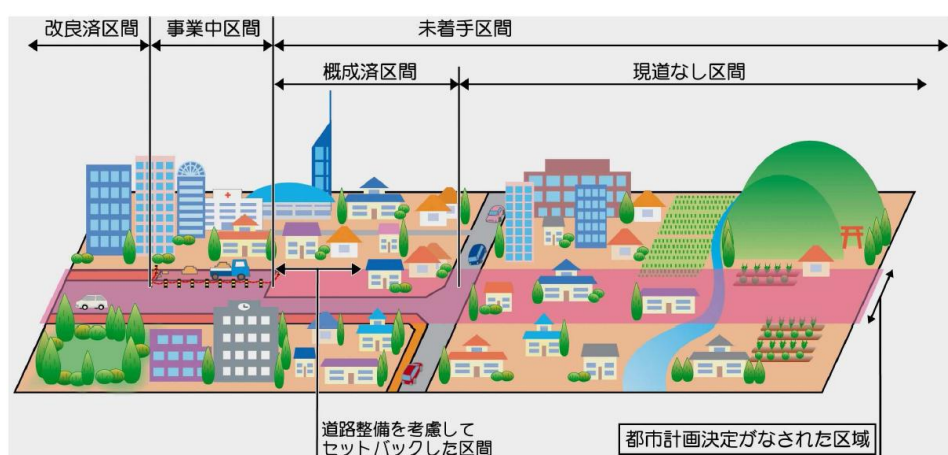 改良済区間
事業中区間
未着手区間
概成済区間
現道なし区間
道路整備を考慮して
セットバックした区間
都市計画決定がなされた区域